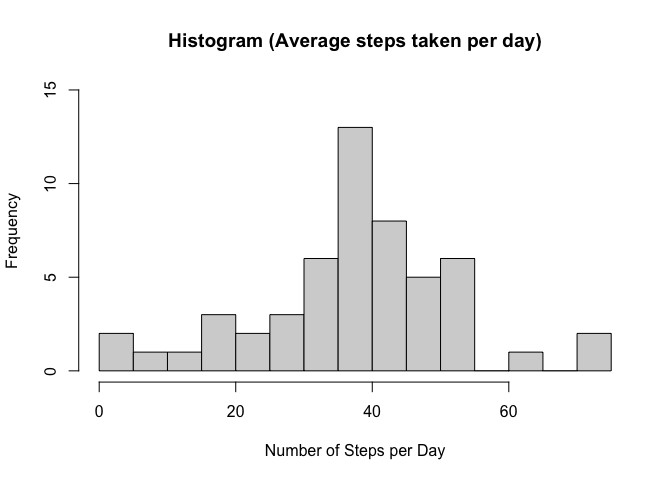 Histogram (Average steps taken per day)
15
10
5
0
Frequency
0 20 40 60
Number of Steps per Day